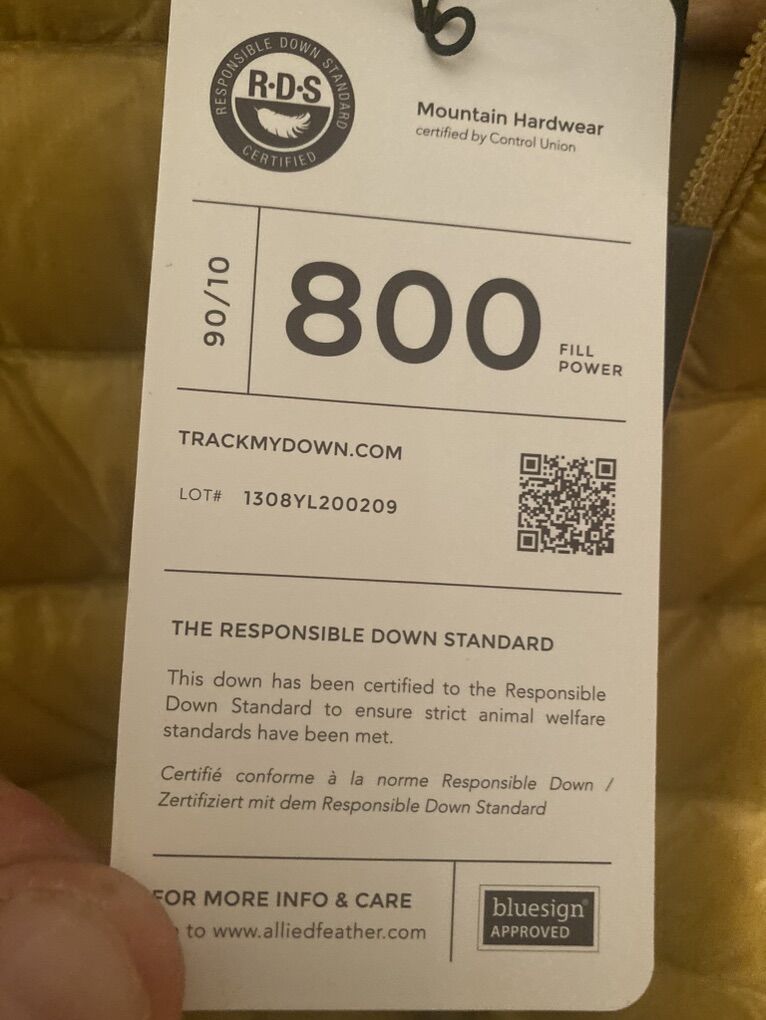 RESPONSIBLE DOWN STANDARD
R·D·S
CERTIFIED
Mountain Hardwear
certified by Control Union
90/10
800
FILL
POWER
TRACKMYDOWN.COM
LOT# 1308YL200209
THE RESPONSIBLE DOWN STANDARD
This down has been certified to the Responsible
Down Standard to ensure strict animal welfare
standards have been met.
Certifié conforme à la norme Responsible Down /
Zertifiziert mit dem Responsible Down Standard
FOR MORE INFO & CARE
to www.alliedfeather.com
bluesign®
APPROVED